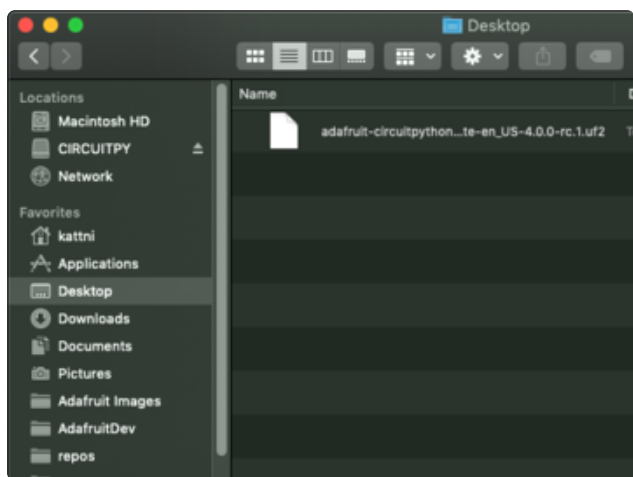 Desktop
Locations
Name
Macintosh HD
adafruit-circuitpython...te-en_US-4.0.0-rc.1.uf2
CIRCUITPY
Network
Favorites
kattni
Applications
Desktop
Downloads
Documents
Pictures
Adafruit Images
AdafruitDev
repos